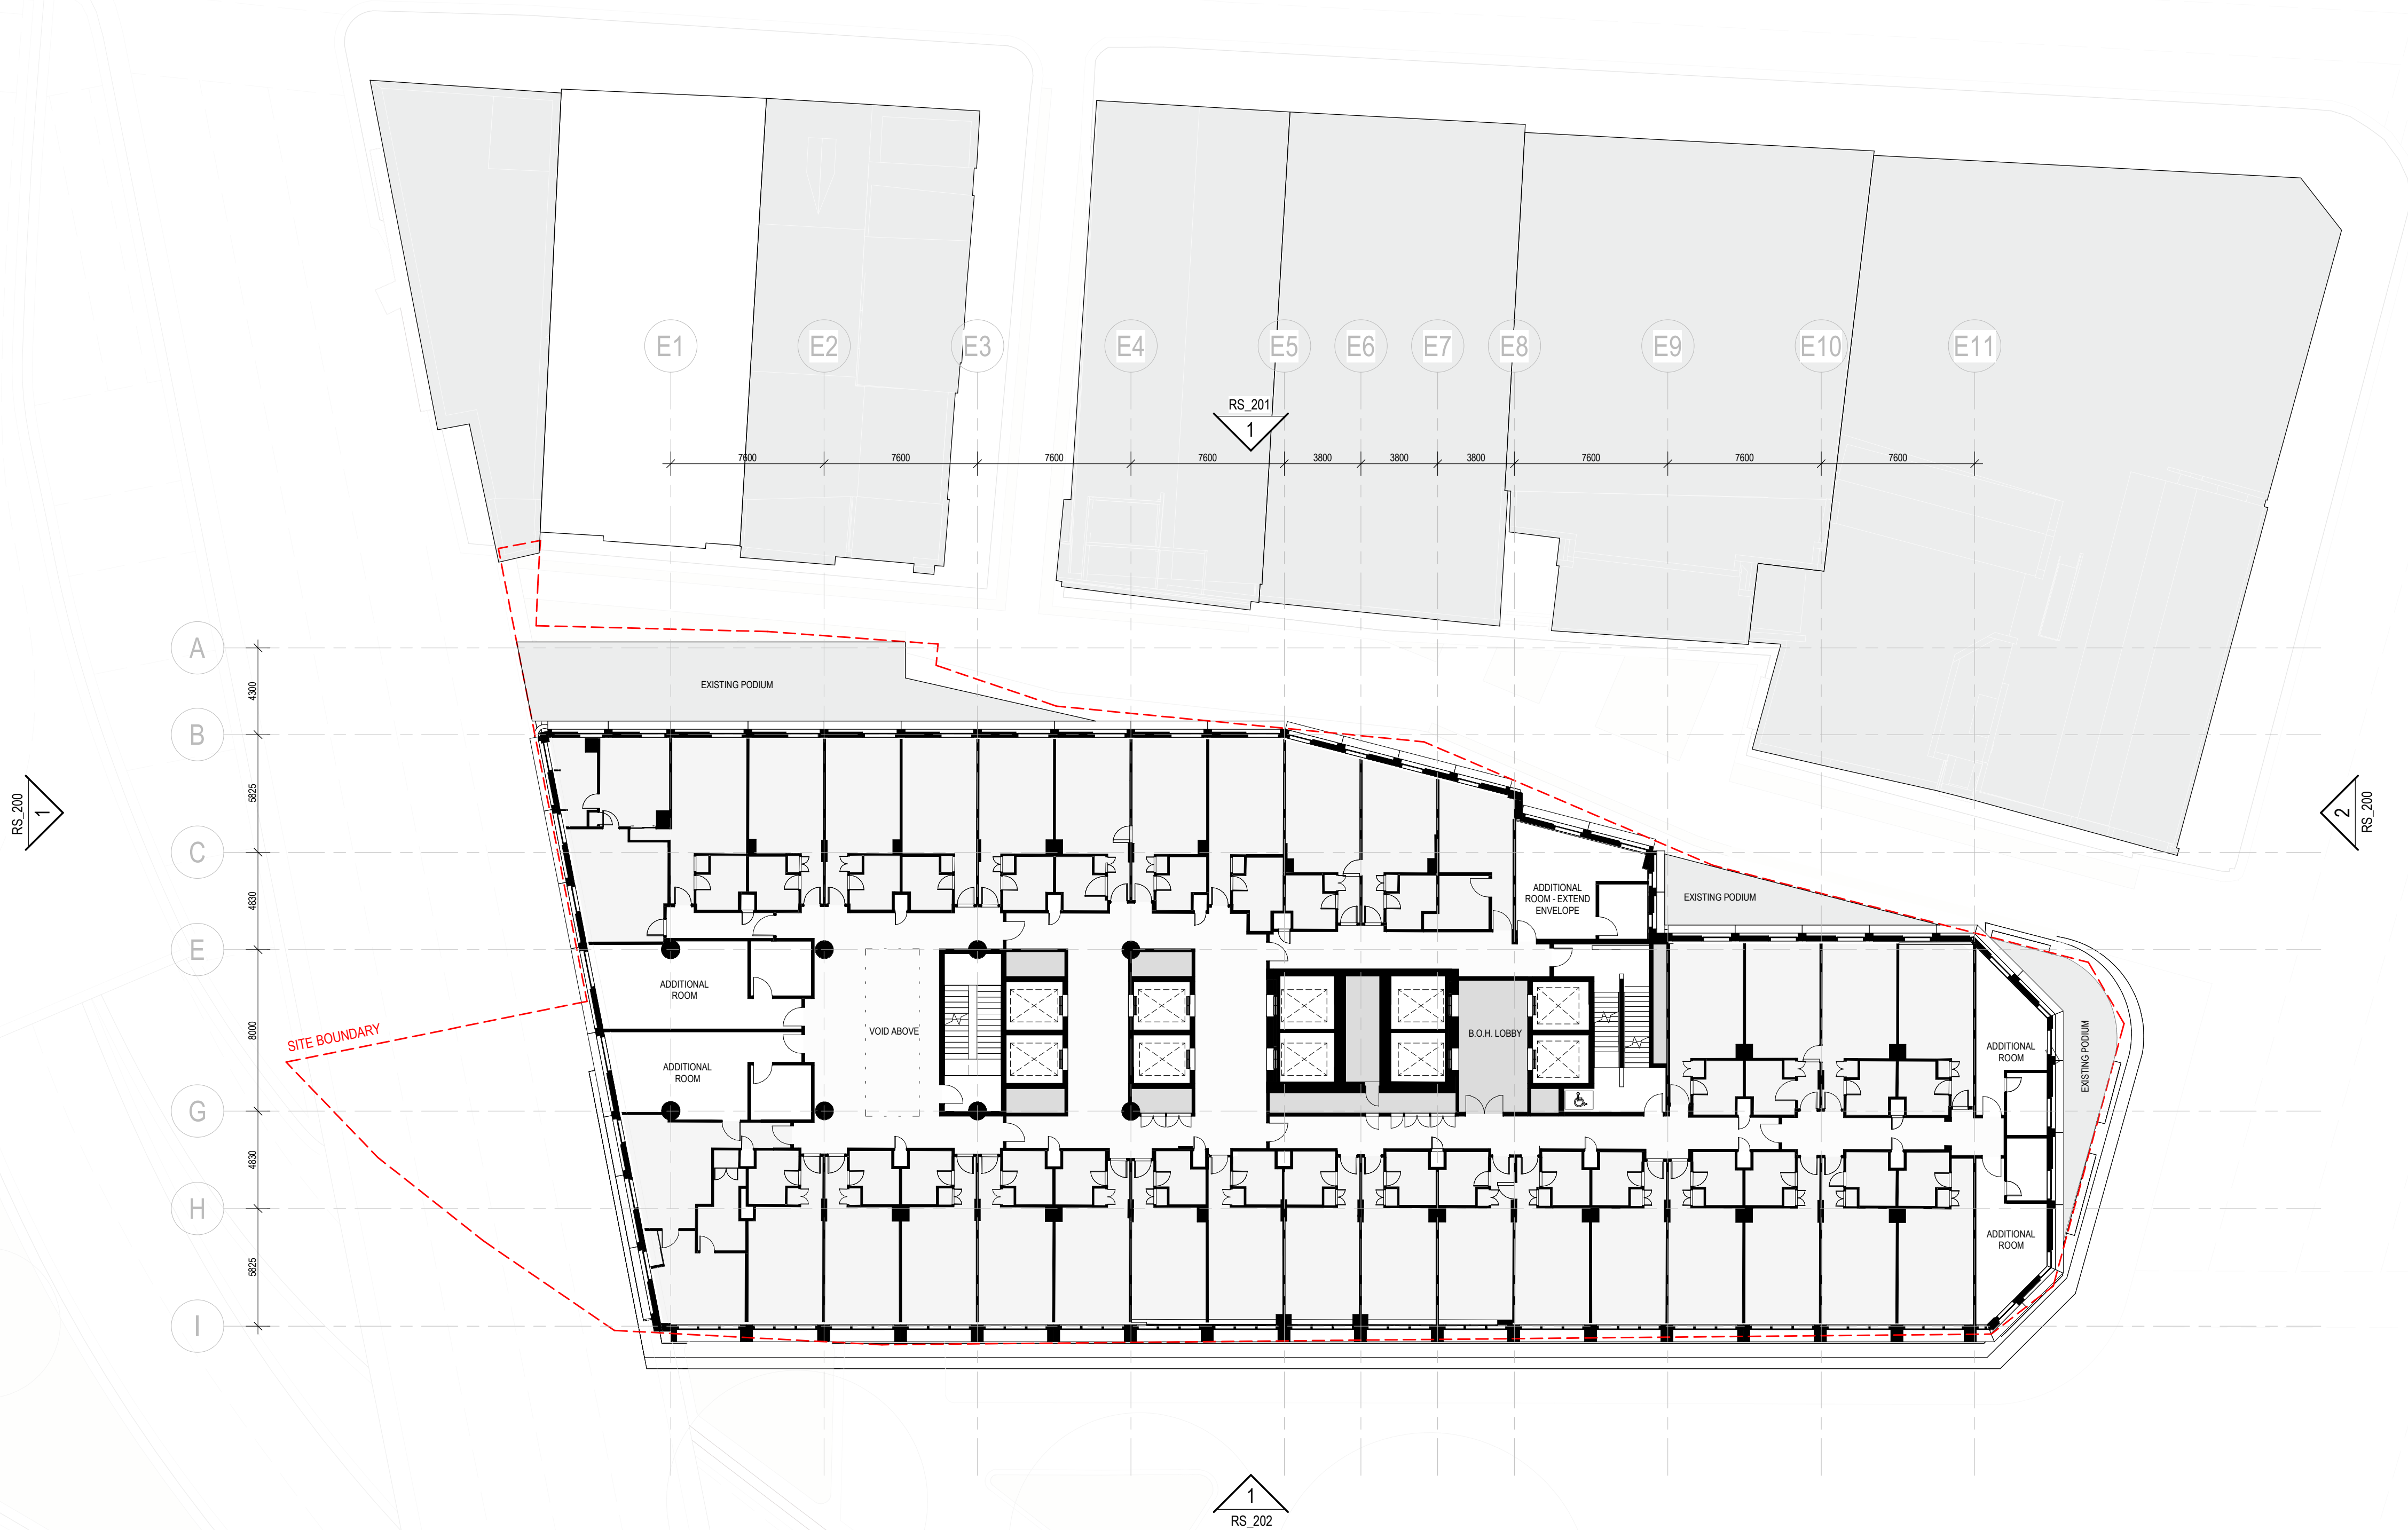 E1
E2
E3
E4
E5
E6
E7
E8
E9
E10
E11
RS_201
1
7600
7600
7600
7600
3800
3800
3800
7600
7600
7600
A
4300
EXISTING PODIUM
B
5825
RS_200
1
2
RS_200
C
4830
ADDITIONAL
ROOM - EXTEND
ENVELOPE
EXISTING PODIUM
E
ADDITIONAL
ROOM
8000
SITE BOUNDARY
VOID ABOVE
B.O.H. LOBBY
ADDITIONAL
ROOM
EXISTING PODIUM
ADDITIONAL
ROOM
G
4830
H
ADDITIONAL
ROOM
5825
I
1
RS_202